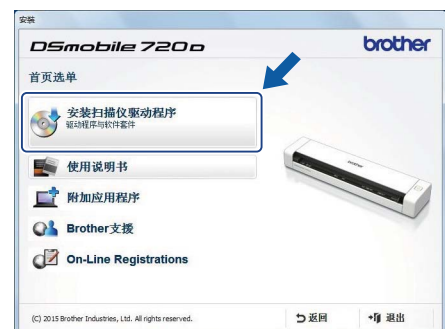 安装
DSmobile 720D
brother
首页选单
安装扫描仪驱动程序
驱动程序与软件套件
使用说明书
附加应用程序
Brother支援
On-Line Registrations
brother
(C) 2015 Brother Industries, Ltd. All rights reserved.
返回
退出